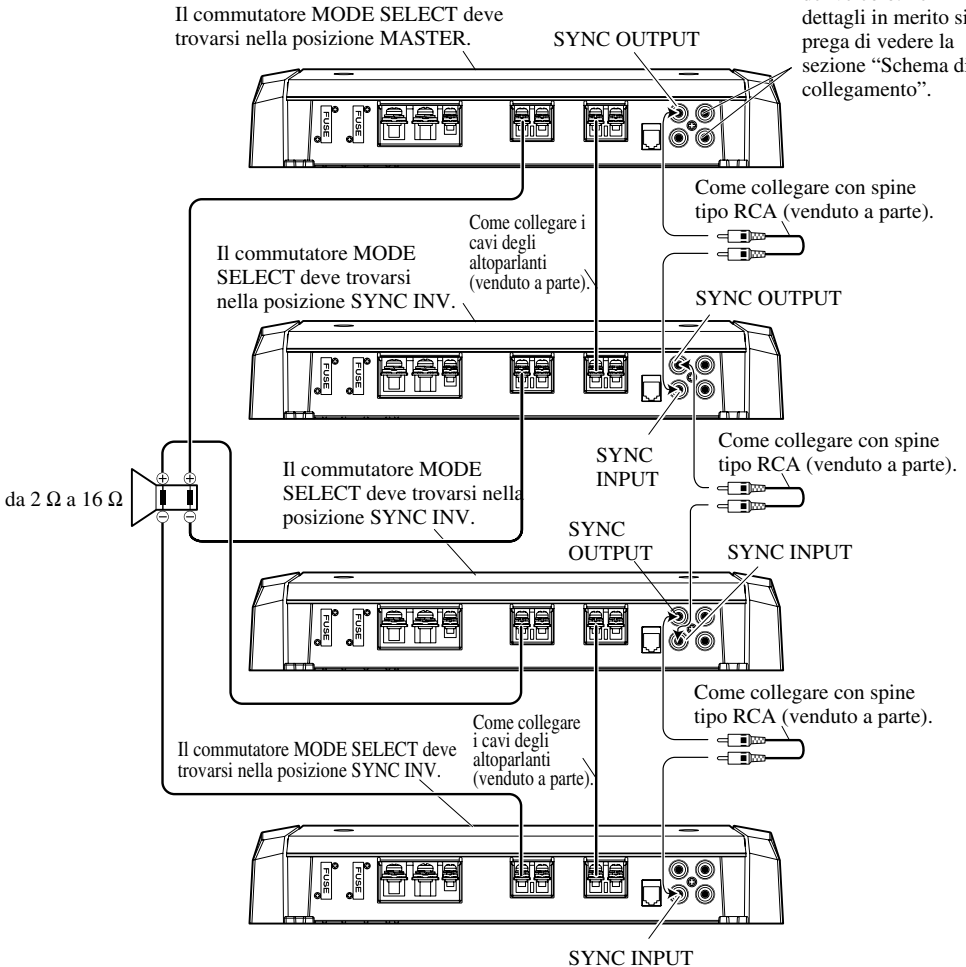 Il commutatore MODE SELECT deve
trovarsi nella posizione MASTER.
SYNC OUTPUT
dettagli in merito si
prega di vedere la
sezione “Schema di
collegamento”.
FUSE
FUSE
Come collegare con spine
tipo RCA (venduto a parte).
Come collegare i
cavi degli
altoparlanti
(venduto a parte).
Il commutatore MODE
SELECT deve trovarsi
nella posizione SYNC INV.
SYNC OUTPUT
FUSE
FUSE
SYNC
INPUT
Come collegare con spine
tipo RCA (venduto a parte).
da 2 Ω a 16 Ω
+ +
− −
Il commutatore MODE
SELECT deve trovarsi nella
posizione SYNC INV.
SYNC
OUTPUT
SYNC INPUT
FUSE
FUSE
Come collegare con spine
tipo RCA (venduto a parte).
Come collegare
i cavi degli
altoparlanti
(venduto a parte).
Il commutatore MODE SELECT deve
trovarsi nella posizione SYNC INV.
FUSE
FUSE
SYNC INPUT